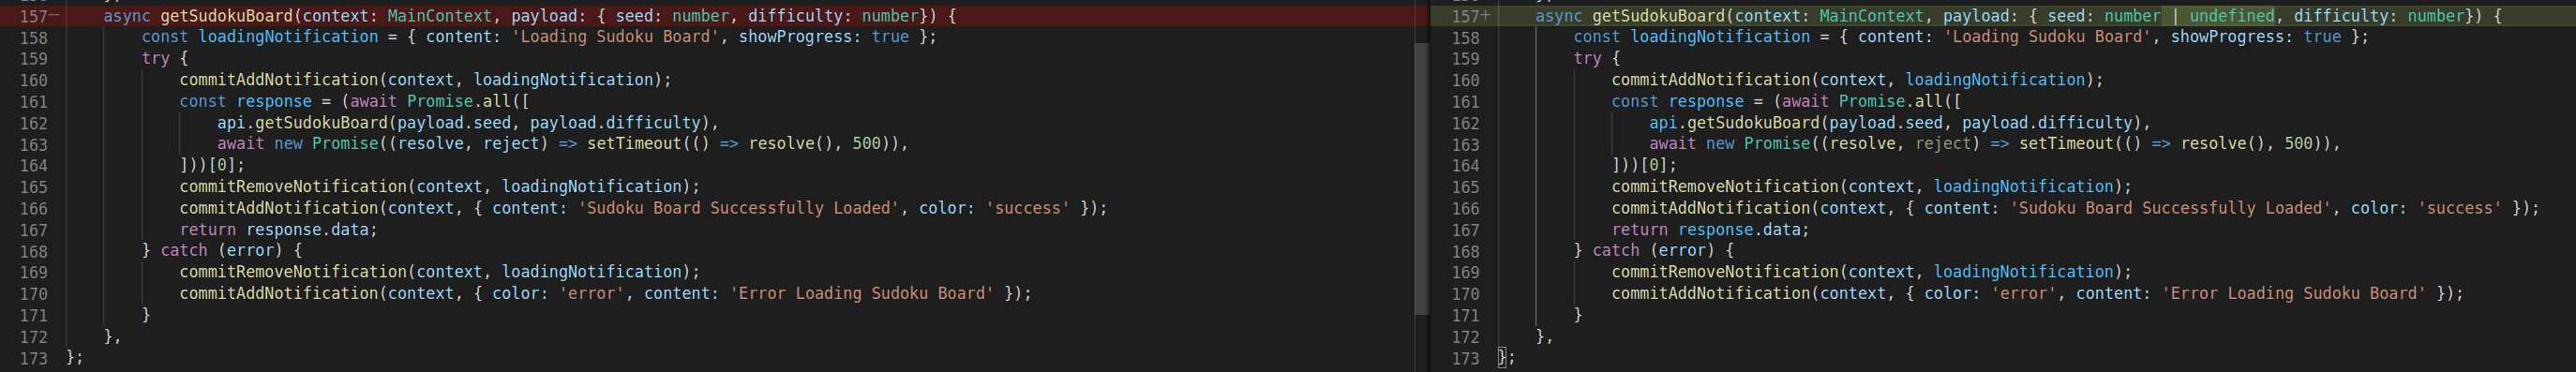 157— async getSudokuBoard(context: MainContext, payload: { seed: number, difficulty: number}) {
158 const loadingNotification = { content: 'Loading Sudoku Board', showProgress: true };
159 try {
160 commitAddNotification(context, loadingNotification);
161 const response = (await Promise.all([
162 api.getSudokuBoard(payload.seed, payload.difficulty),
163 await new Promise((resolve, reject) => setTimeout(() => resolve(), 500)),
164 ]))[0];
165 commitRemoveNotification(context, loadingNotification);
166 commitAddNotification(context, { content: 'Sudoku Board Successfully Loaded', color: 'success' });
167 return response.data;
168 } catch (error) {
169 commitRemoveNotification(context, loadingNotification);
170 commitAddNotification(context, { color: 'error', content: 'Error Loading Sudoku Board' });
171 }
172 },
173 };
157+ async getSudokuBoard(context: MainContext, payload: { seed: number | undefined, difficulty: number}) {
158 const loadingNotification = { content: 'Loading Sudoku Board', showProgress: true };
159 try {
160 commitAddNotification(context, loadingNotification);
161 const response = (await Promise.all([
162 api.getSudokuBoard(payload.seed, payload.difficulty),
163 await new Promise((resolve, reject) => setTimeout(() => resolve(), 500)),
164 ]))[0];
165 commitRemoveNotification(context, loadingNotification);
166 commitAddNotification(context, { content: 'Sudoku Board Successfully Loaded', color: 'success' });
167 return response.data;
168 } catch (error) {
169 commitRemoveNotification(context, loadingNotification);
170 commitAddNotification(context, { color: 'error', content: 'Error Loading Sudoku Board' });
171 }
172 },
173 };